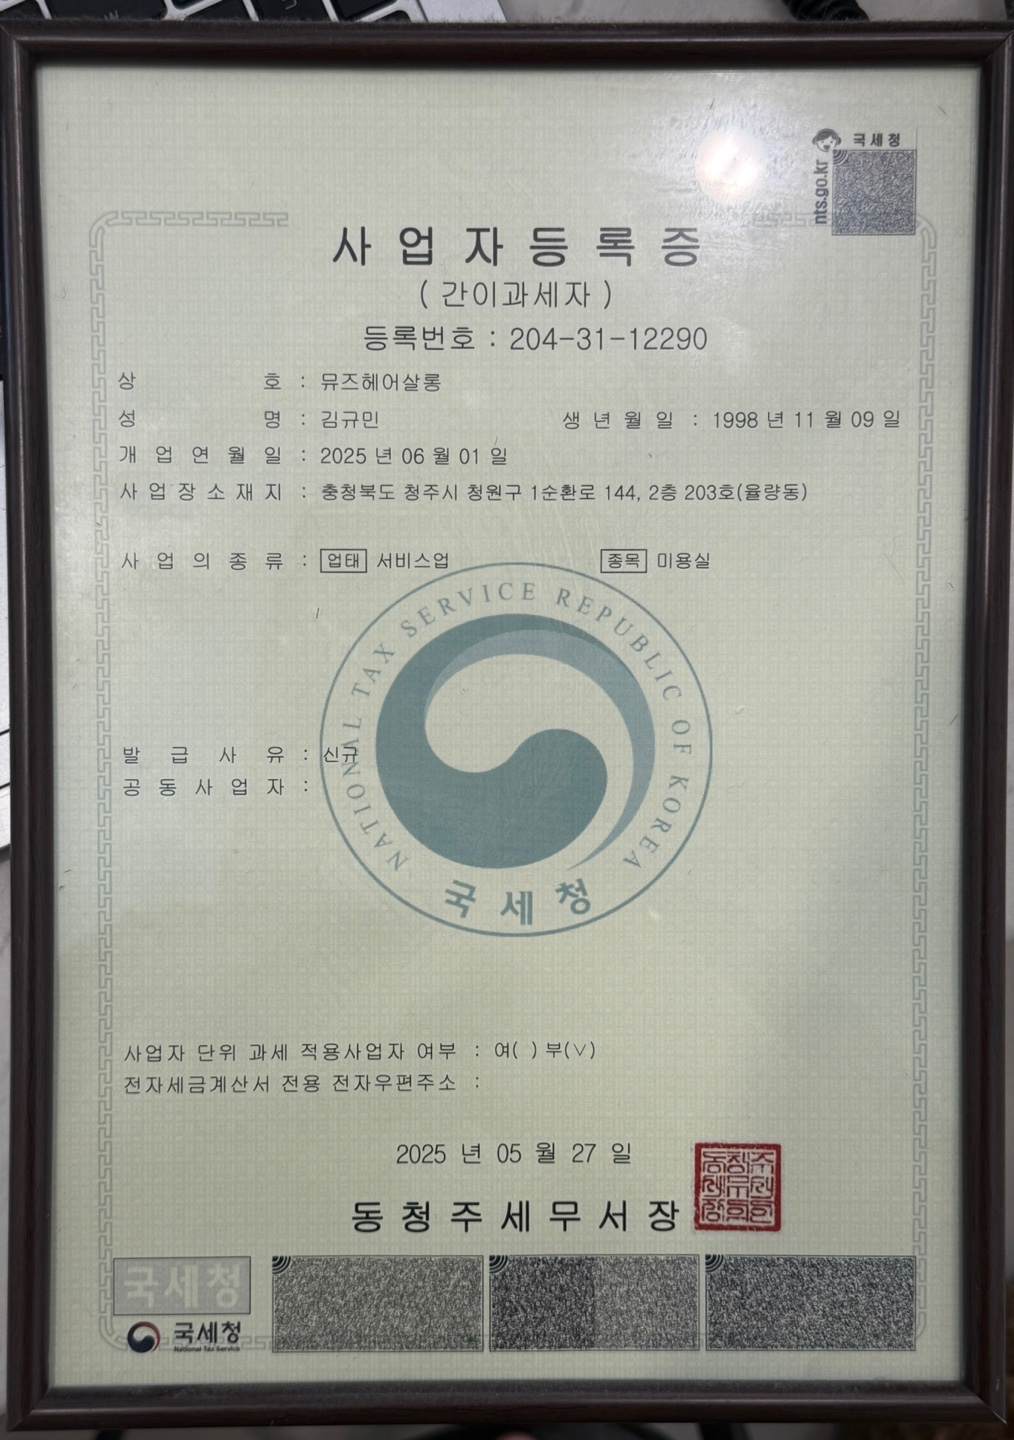 국세청
nts.go.kr
사업자등록증
( 간이과세자 )
등록번호 : 204-31-12290
상 호 : 뮤즈헤어살롱
성 명 : 김규민 생 년 월 일 : 1998 년 11 월 09 일
개 업 연 월 일 : 2025 년 06 월 01 일
사 업 장 소 재 지 : 충청북도 청주시 청원구 1순환로 144, 2층 203호(율량동)
사 업 의 종 류 : 업태 서비스업 종목 미용실
NATIONAL TAX SERVICE REPUBLIC OF KOREA
발 급 사 유 : 신규
공 동 사 업 자 :
국세청
사업자 단위 과세 적용사업자 여부 : 여( ) 부(∨)
전자세금계산서 전용 전자우편주소 :
2025 년 05 월 27 일
동청주세무서장
국세청
국세청
National Tax Service